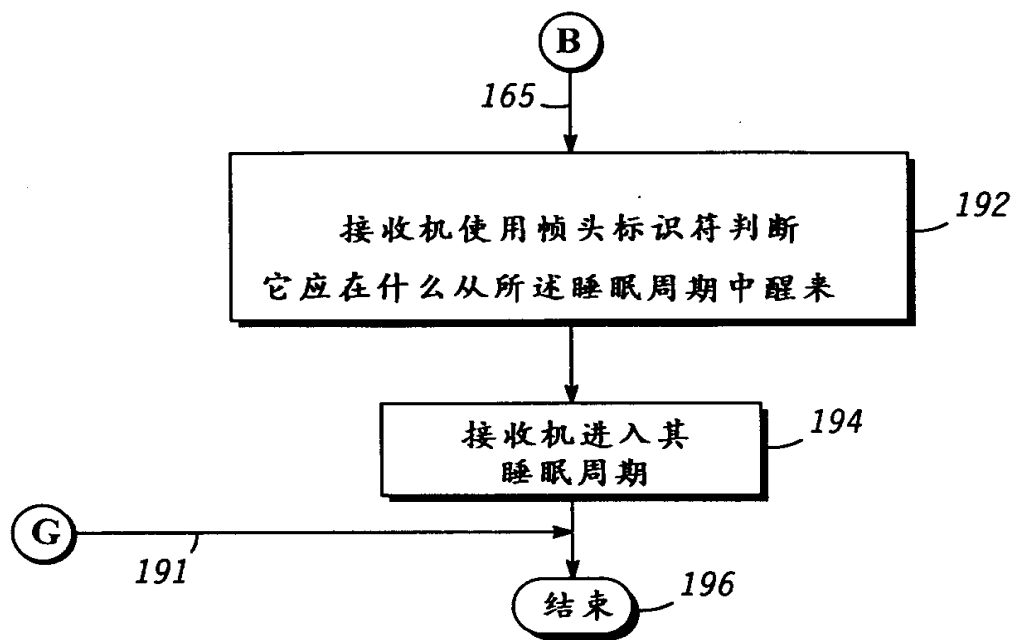 B
165
接收机使用帧头标识符判断
它应在什么从所述睡眠周期中醒来
192
接收机进入其
睡眠周期
194
G
191
结束
196